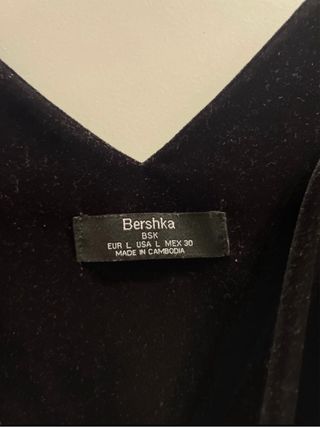 Bershka
BSK
EUR L USA L MEX 30
MADE IN CAMBODIA